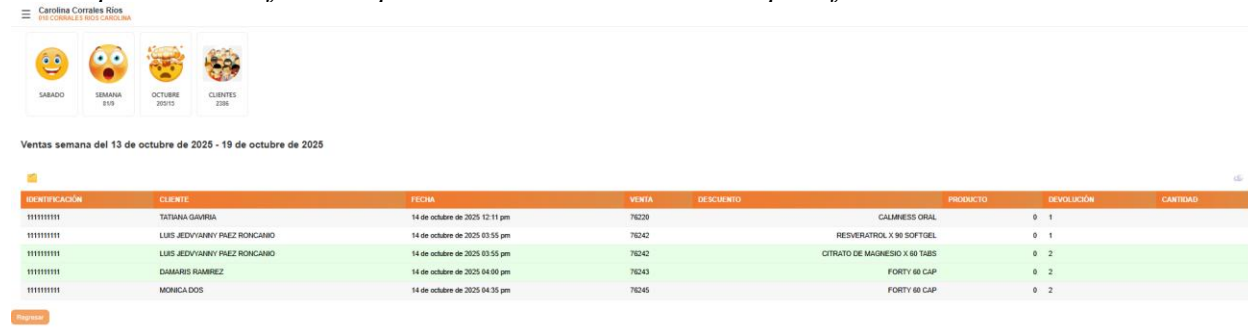 Carolina Corrales Rios
016 CORRALES RIOS CAROLINA
SABADO
SEMANA
81/9
OCTUBRE
205/15
CLIENTES
2386
Ventas semana del 13 de octubre de 2025 - 19 de octubre de 2025
IDENTIFICACIÓN CLIENTE FECHA VENTA DESCUENTO PRODUCTO DEVOLUCIÓN CANTIDAD
1111111111 TATIANA GAVIRIA 14 de octubre de 2025 12:11 pm 76220 CALMNESS ORAL 0 1
1111111111 LUIS JEDVYANNY PAEZ RONCANIO 14 de octubre de 2025 03:55 pm 76242 RESVERATROL X 90 SOFTGEL 0 1
1111111111 LUIS JEDVYANNY PAEZ RONCANIO 14 de octubre de 2025 03:55 pm 76242 CITRATO DE MAGNESIO X 60 TABS 0 2
1111111111 DAMARIS RAMIREZ 14 de octubre de 2025 04:00 pm 76243 FORTY 60 CAP 0 2
1111111111 MONICA DOS 14 de octubre de 2025 04:35 pm 76245 FORTY 60 CAP 0 2
Regresar